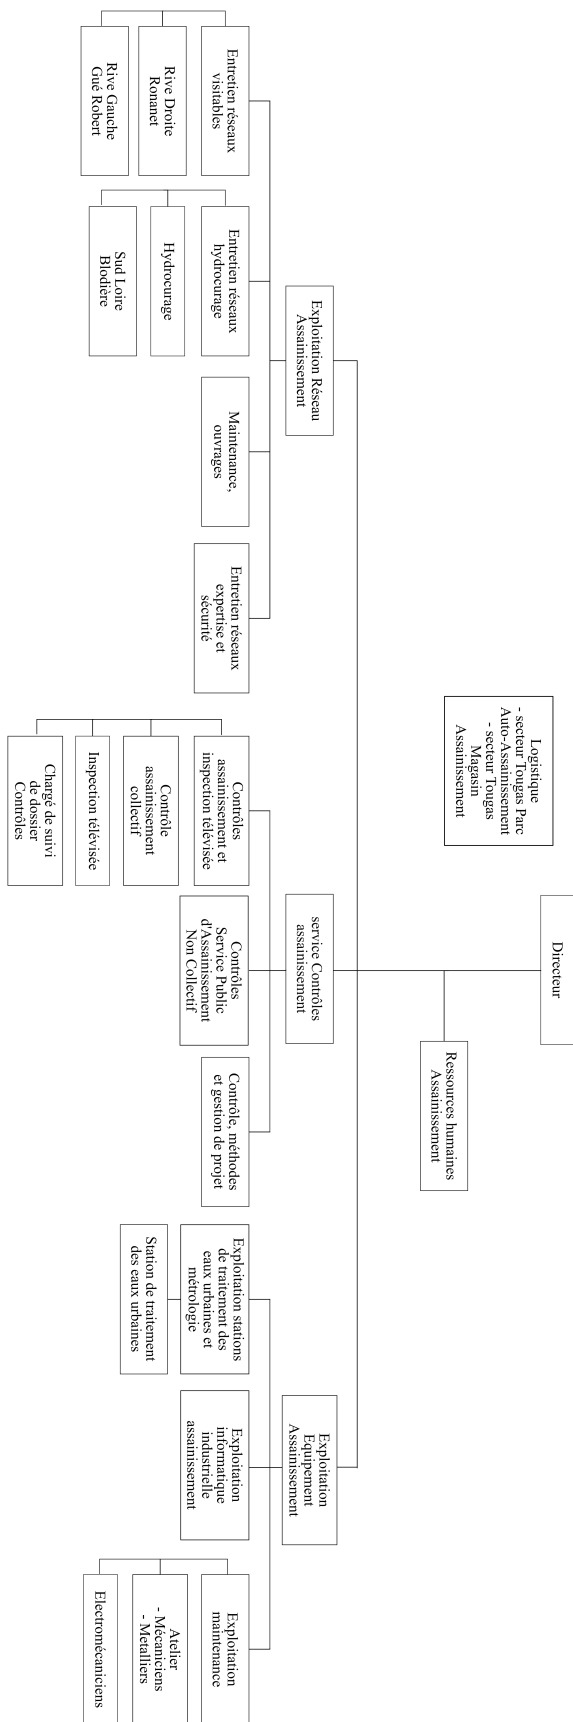 Directeur
Ressources humaines
Assainissement
Logistique
- secteur Tougas Parc
Auto-Assainissement
- secteur Tougas
Magasin
Assainissement
Exploitation Réseau
Assainissement
service Contrôles
assainissement
Exploitation
Equipement
Assainissement
Entretien réseaux
visitables
Rive Droite
Ronanet
Rive Gauche
Gué Robert
Entretien réseaux
hydrocurage
Hydrocurage
Sud Loire
Blodière
Maintenance,
ouvrages
Entretien réseaux
expertise et
sécurité
Contrôles
assainissement et
inspection télévisée
Contrôle
assainissement
collectif
Inspection télévisée
Chargé de suivi
de dossier
Contrôles
Contrôles
Service Public
d'Assainissement
Non Collectif
Contrôle, méthodes
et gestion de projet
Exploitation stations
de traitement des
eaux urbaines et
métrologie
Station de traitement
des eaux urbaines
Exploitation
informatique
industrielle
assainissement
Exploitation
maintenance
Atelier
- Mécaniciens
- Metalliers
Electromécaniciens